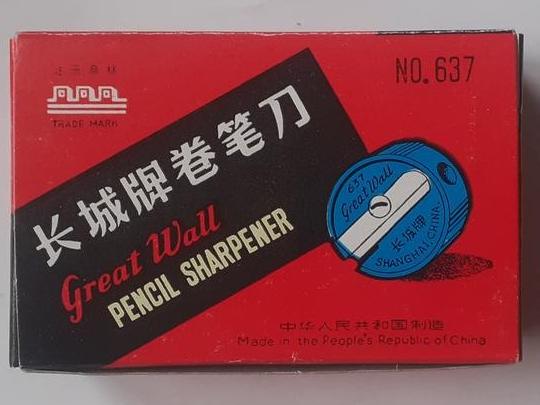 TRADE MARK
NO. 637
长城牌卷笔刀
Great Wall
PENCIL SHARPENER
637
Great Wall
长城牌
SHANGHAI, CHINA.
中华人民共和国制造
Made in the People's Republic of China